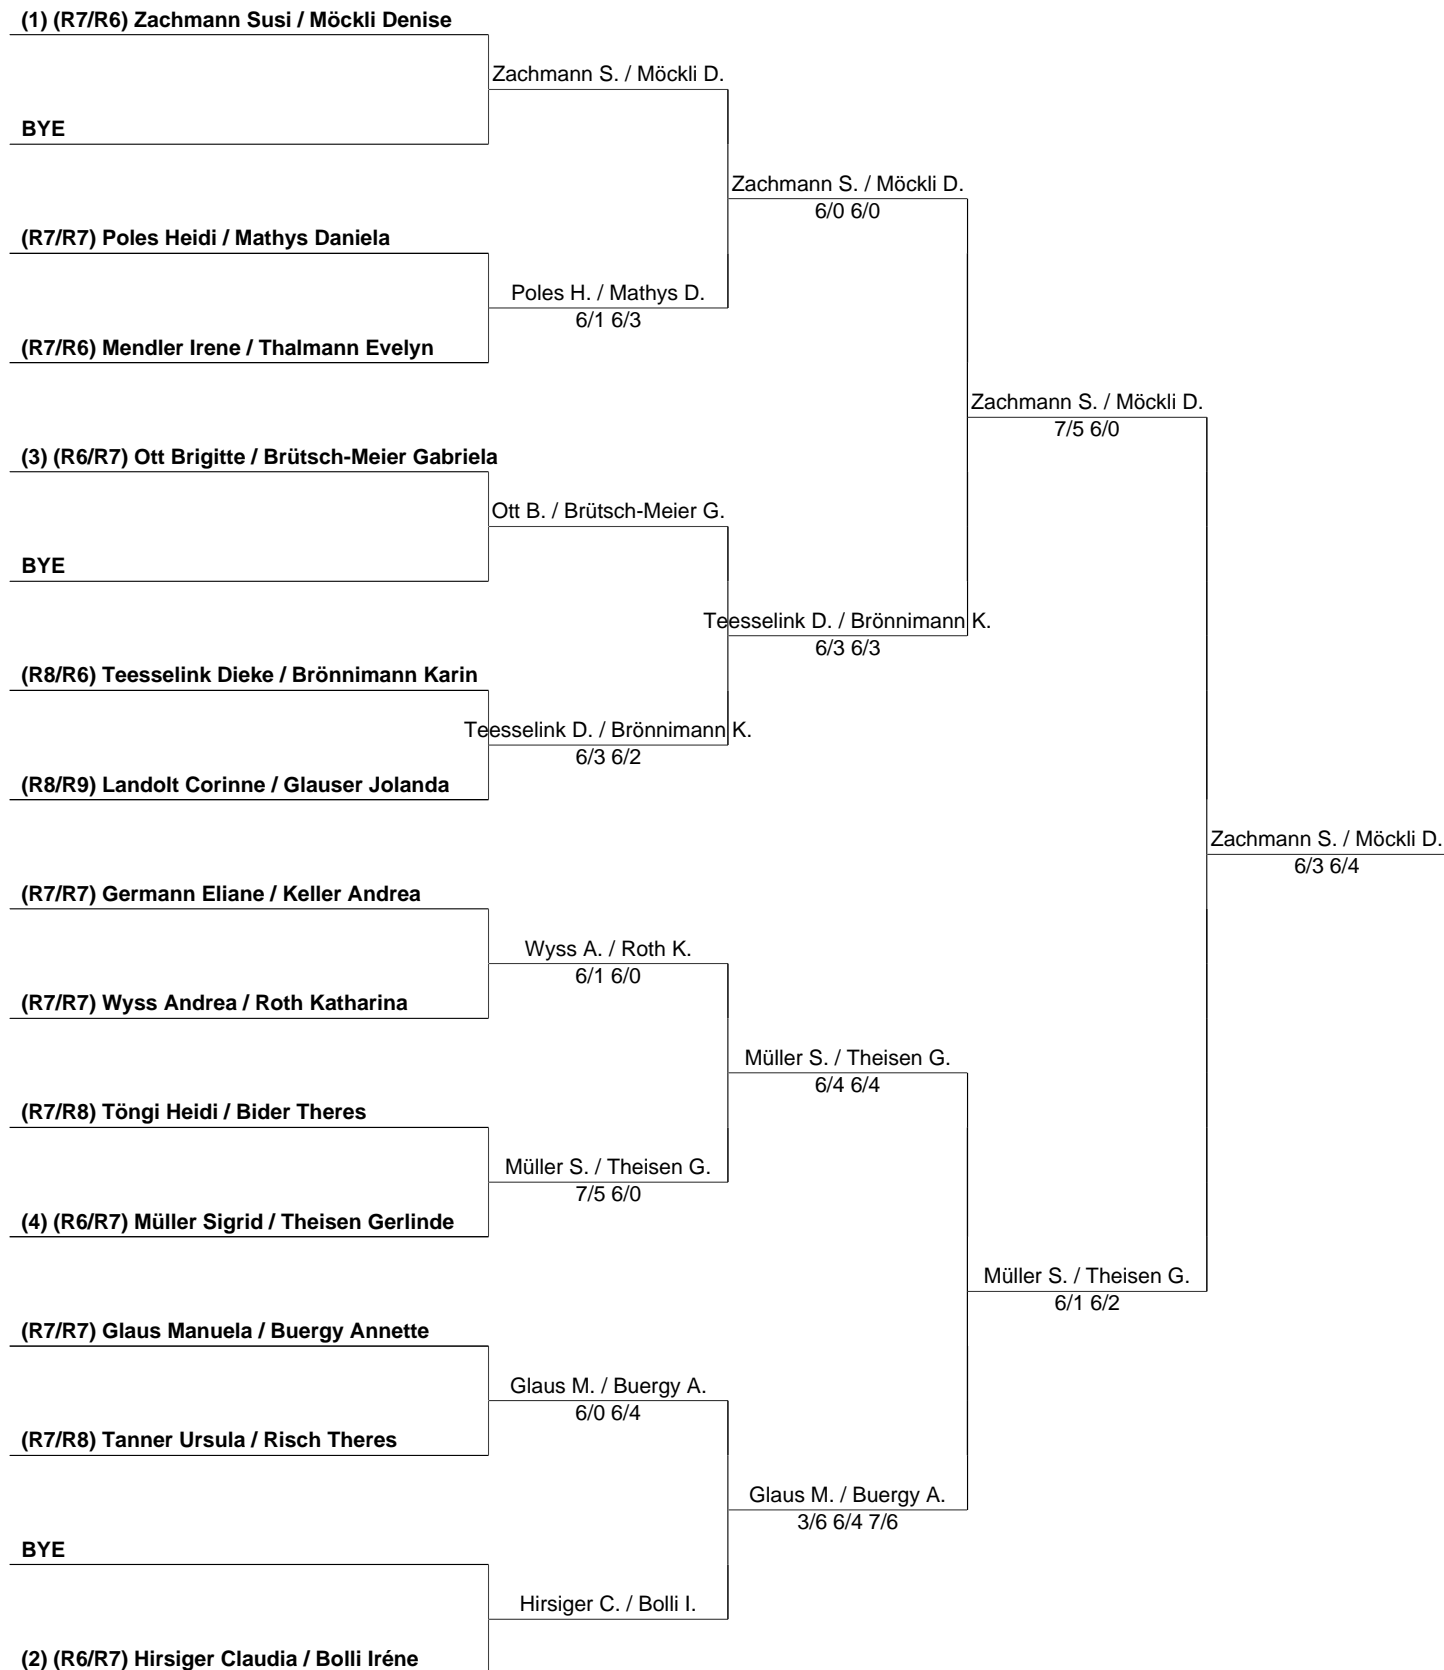 (1) (R7/R6) Zachmann Susi / Möckli Denise
Zachmann S. / Möckli D.
BYE
Zachmann S. / Möckli D.
6/0 6/0
(R7/R7) Poles Heidi / Mathys Daniela
Poles H. / Mathys D.
6/1 6/3
(R7/R6) Mendler Irene / Thalmann Evelyn
Zachmann S. / Möckli D.
7/5 6/0
(3) (R6/R7) Ott Brigitte / Brütsch-Meier Gabriela
Ott B. / Brütsch-Meier G.
BYE
Teesselink D. / Brönnimann K.
6/3 6/3
(R8/R6) Teesselink Dieke / Brönnimann Karin
Teesselink D. / Brönnimann K.
6/3 6/2
(R8/R9) Landolt Corinne / Glauser Jolanda
Zachmann S. / Möckli D.
6/3 6/4
(R7/R7) Germann Eliane / Keller Andrea
Wyss A. / Roth K.
6/1 6/0
(R7/R7) Wyss Andrea / Roth Katharina
Müller S. / Theisen G.
6/4 6/4
(R7/R8) Töngi Heidi / Bider Theres
Müller S. / Theisen G.
7/5 6/0
(4) (R6/R7) Müller Sigrid / Theisen Gerlinde
Müller S. / Theisen G.
6/1 6/2
(R7/R7) Glaus Manuela / Buergy Annette
Glaus M. / Buergy A.
6/0 6/4
(R7/R8) Tanner Ursula / Risch Theres
Glaus M. / Buergy A.
3/6 6/4 7/6
BYE
Hirsiger C. / Bolli I.
(2) (R6/R7) Hirsiger Claudia / Bolli Iréne